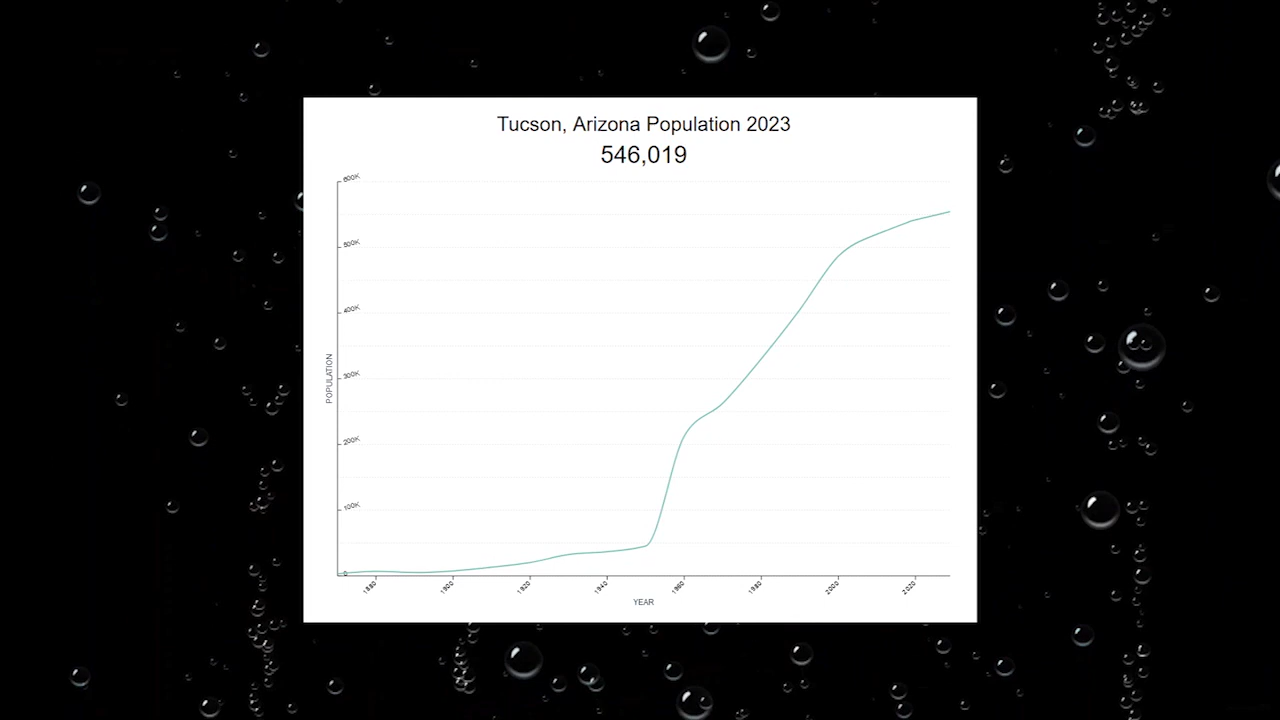 Tucson, Arizona Population 2023
546,019
600K
500K
400K
300K
200K
100K
0
POPULATION
1880 1900 1920 1940 1960 1980 2000 2020
YEAR